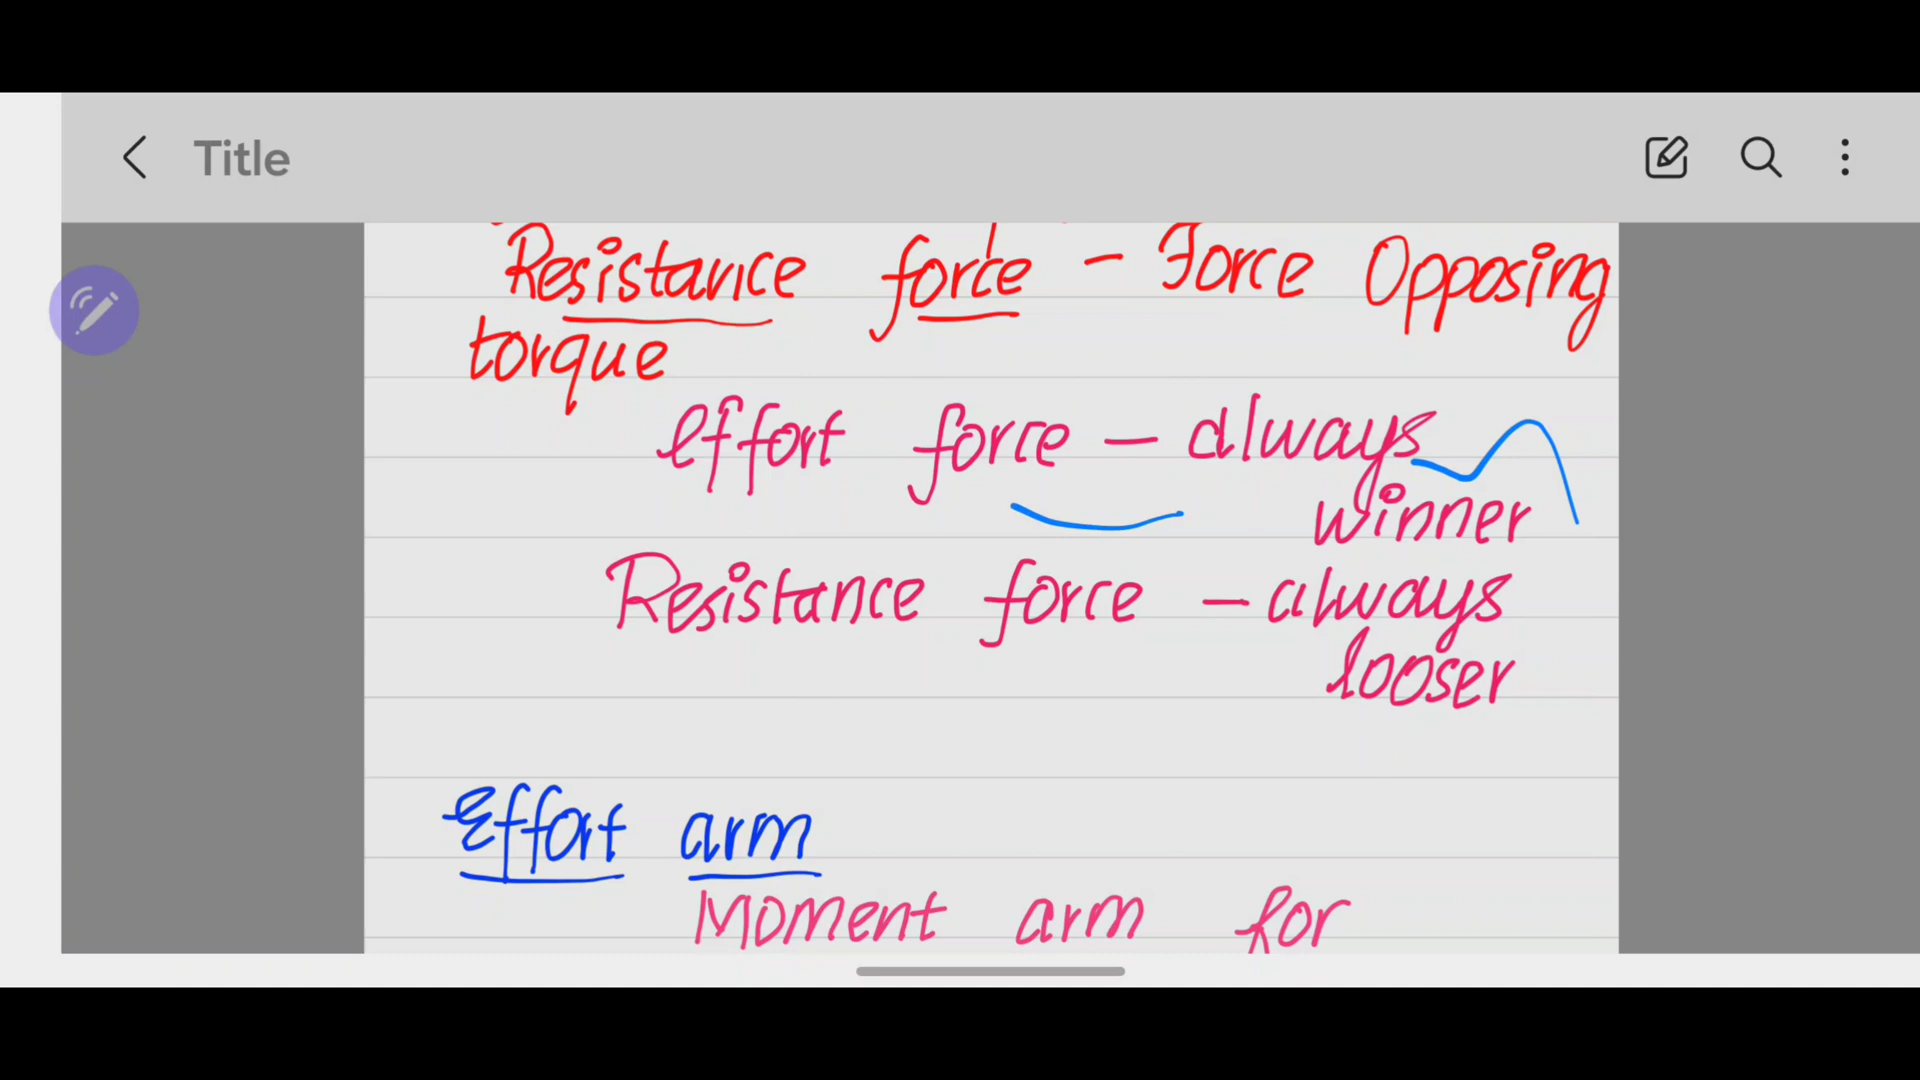 Title
Resistance force - Force Opposing
torque
Effort force - always
winner
Resistance force - always
looser
Effort arm
Moment arm for